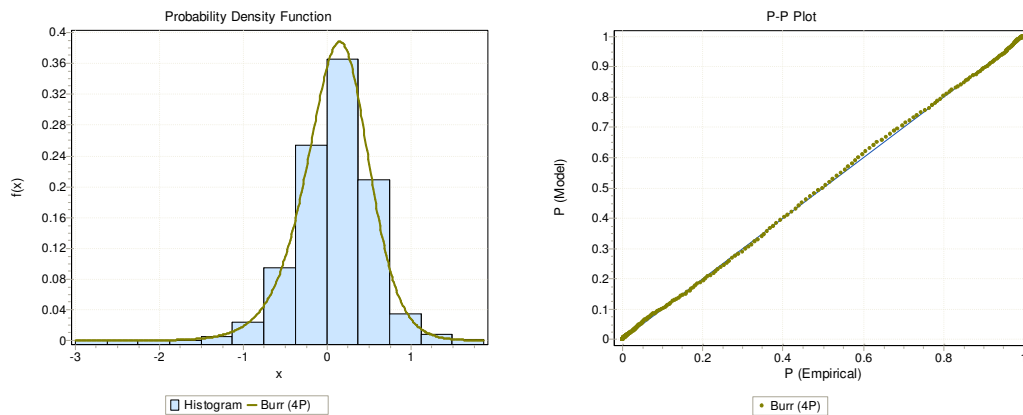 Probability Density Function
0.4
0.36
0.32
0.28
0.24
0.2
0.16
0.12
0.08
0.04
0
f(x)
-3 -2 -1 0 1
x
Histogram Burr (4P)
P-P Plot
1
0.9
0.8
0.7
0.6
0.5
0.4
0.3
0.2
0.1
0
P (Model)
0 0.2 0.4 0.6 0.8 1
P (Empirical)
Burr (4P)